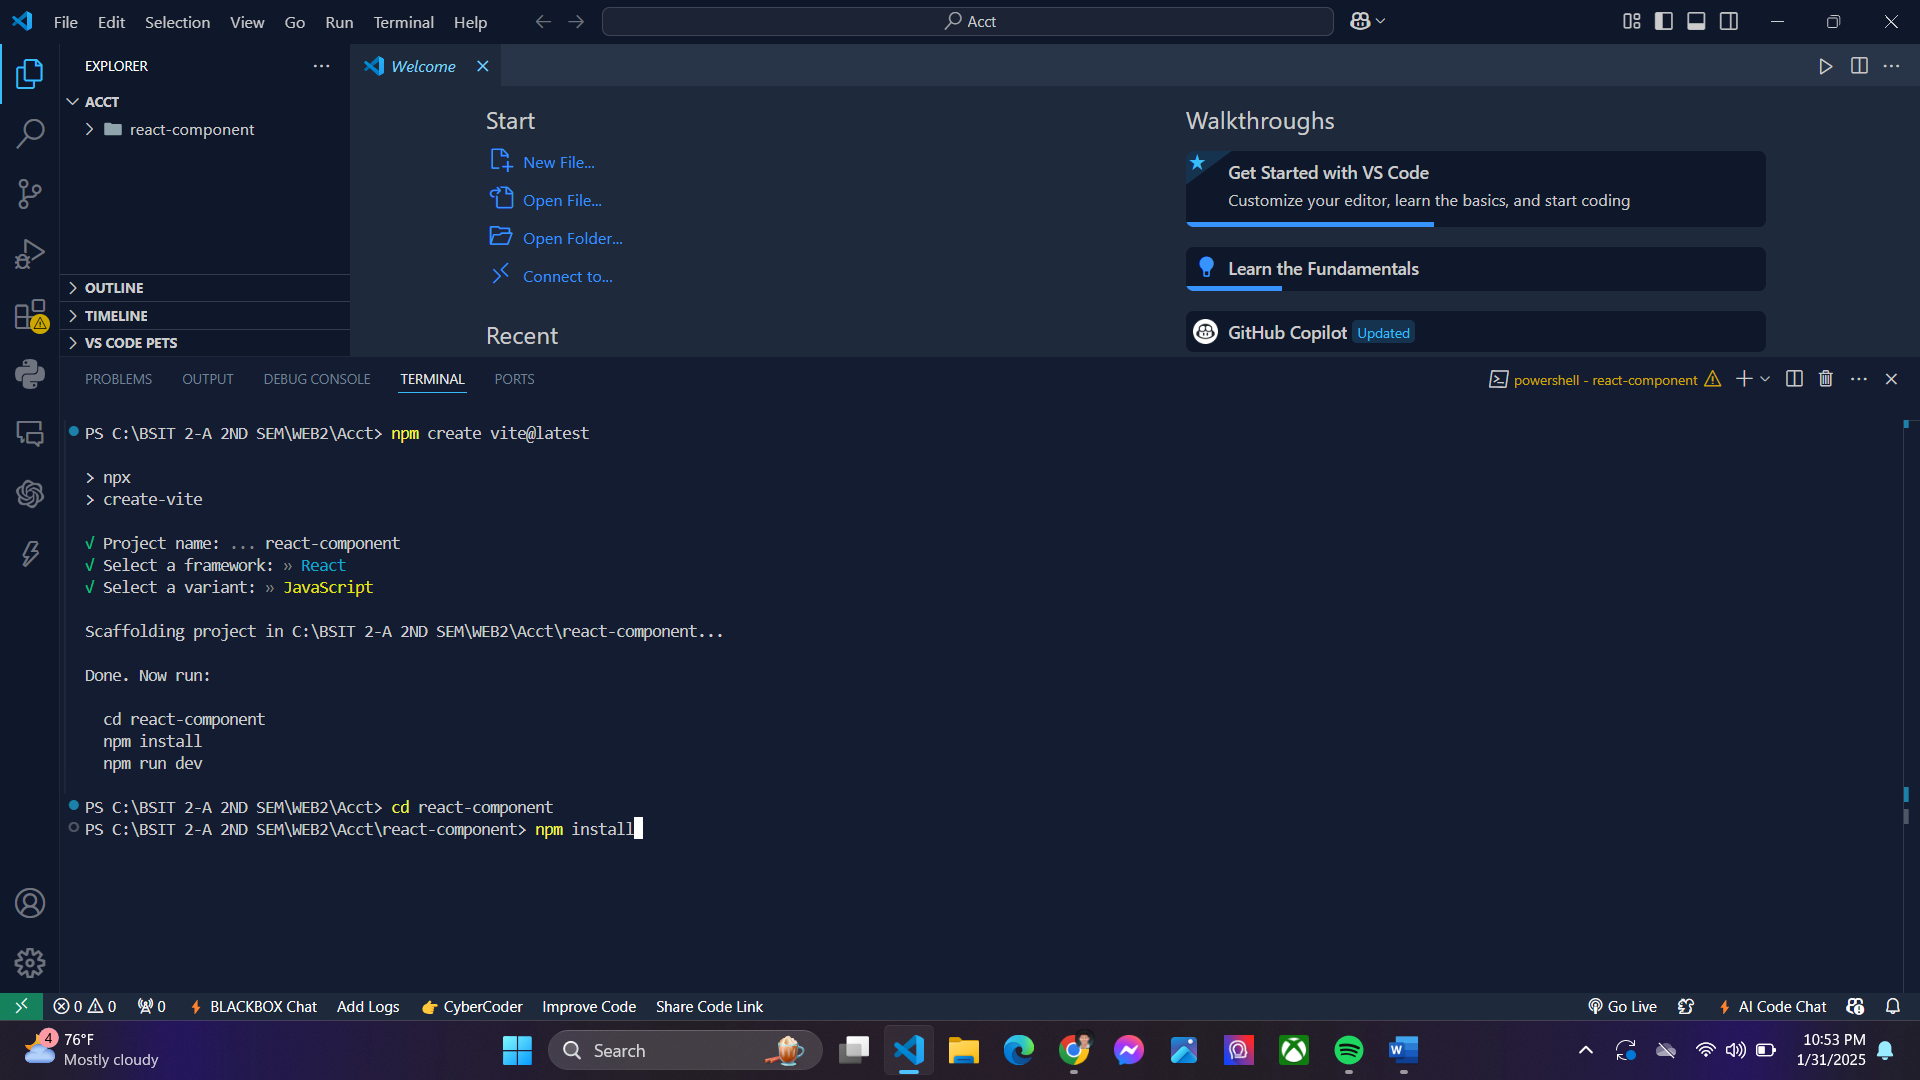 File Edit Selection View Go Run Terminal Help
Acct
EXPLORER
ACCT
react-component
OUTLINE
TIMELINE
VS CODE PETS
Welcome
Start
New File...
Open File...
Open Folder...
Connect to...
Recent
Walkthroughs
Get Started with VS Code
Customize your editor, learn the basics, and start coding
Learn the Fundamentals
GitHub Copilot Updated
PROBLEMS OUTPUT DEBUG CONSOLE TERMINAL PORTS
powershell - react-component
PS C:\BSIT 2-A 2ND SEM\WEB2\Acct> npm create vite@latest
> npx
> create-vite
√ Project name: ... react-component
√ Select a framework: » React
√ Select a variant: » JavaScript
Scaffolding project in C:\BSIT 2-A 2ND SEM\WEB2\Acct\react-component...
Done. Now run:
cd react-component
npm install
npm run dev
PS C:\BSIT 2-A 2ND SEM\WEB2\Acct> cd react-component
PS C:\BSIT 2-A 2ND SEM\WEB2\Acct\react-component> npm install
0 0 0 BLACKBOX Chat Add Logs CyberCoder Improve Code Share Code Link
Go Live AI Code Chat
4
76°F
Mostly cloudy
Search
10:53 PM
1/31/2025